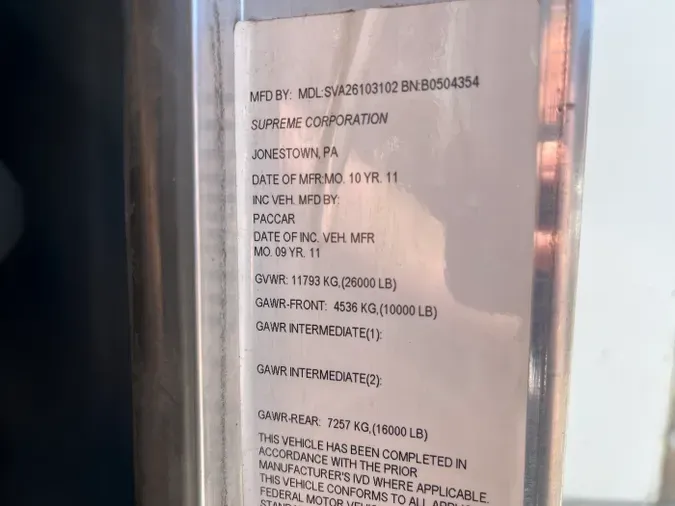 MFD BY: MDL:SVA26103102 BN:B0504354
SUPREME CORPORATION
JONESTOWN, PA
DATE OF MFR:MO. 10 YR. 11
INC VEH. MFD BY:
PACCAR
DATE OF INC. VEH. MFR
MO. 09 YR. 11
GVWR: 11793 KG,(26000 LB)
GAWR-FRONT: 4536 KG,(10000 LB)
GAWR INTERMEDIATE(1):
GAWR INTERMEDIATE(2):
GAWR-REAR: 7257 KG,(16000 LB)
THIS VEHICLE HAS BEEN COMPLETED IN
ACCORDANCE WITH THE PRIOR
MANUFACTURER'S IVD WHERE APPLICABLE.
THIS VEHICLE CONFORMS TO ALL
FEDERAL MOTOR